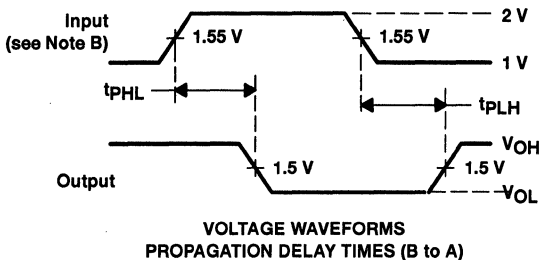 Input
(see Note B)
1.55 V
1.55 V
2 V
1 V
tPHL
tPLH
Output
1.5 V
1.5 V
VOH
VOL
VOLTAGE WAVEFORMS
PROPAGATION DELAY TIMES (B to A)